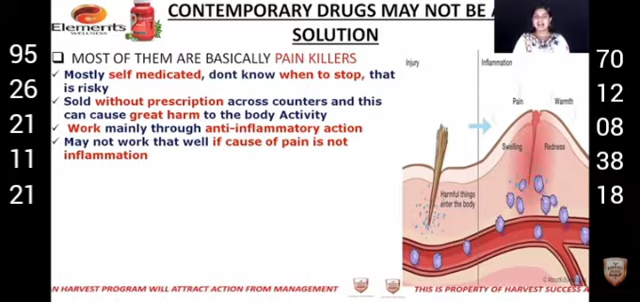 Elements
WELLNESS
CONTEMPORARY DRUGS MAY NOT BE A
SOLUTION
95
26
21
11
21
❑ MOST OF THEM ARE BASICALLY PAIN KILLERS
✓ Mostly self medicated, dont know when to stop, that
is risky
✓ Sold without prescription across counters and this
can cause great harm to the body Activity
✓ Work mainly through anti-inflammatory action
✓ May not work that well if cause of pain is not
inflammation
Injury
Inflammation
Pain
Warmth
Swelling
Redness
Harmful things
enter the body
70
12
08
38
18
N HARVEST PROGRAM WILL ATTRACT ACTION FROM MANAGEMENT
THIS IS PROPERTY OF HARVEST SUCCESS A